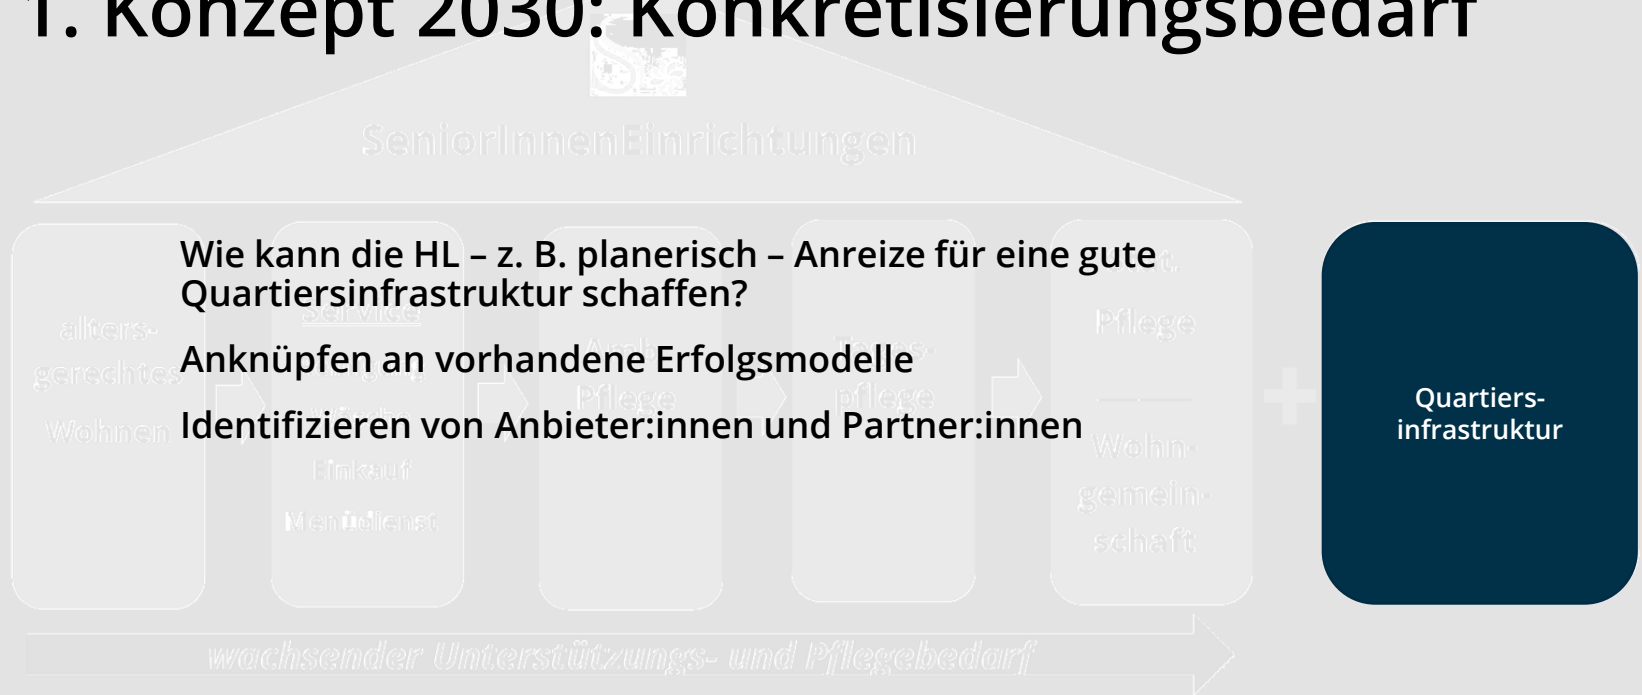 1. Konzept 2030: Konkretisierungsbedarf
SeniorInnenEinrichtungen
Wie kann die HL – z. B. planerisch – Anreize für eine gute
Quartiersinfrastruktur schaffen?
Anknüpfen an vorhandene Erfolgsmodelle
Identifizieren von Anbieter:innen und Partner:innen
alters-
gerechtes
Wohnen
Service
Einkauf
Menüdienst
Pflege
pflege
Pflege
Wohn-
gemein-
schaft
Quartiers-
infrastruktur
wachsender Unterstützungs- und Pflegebedarf